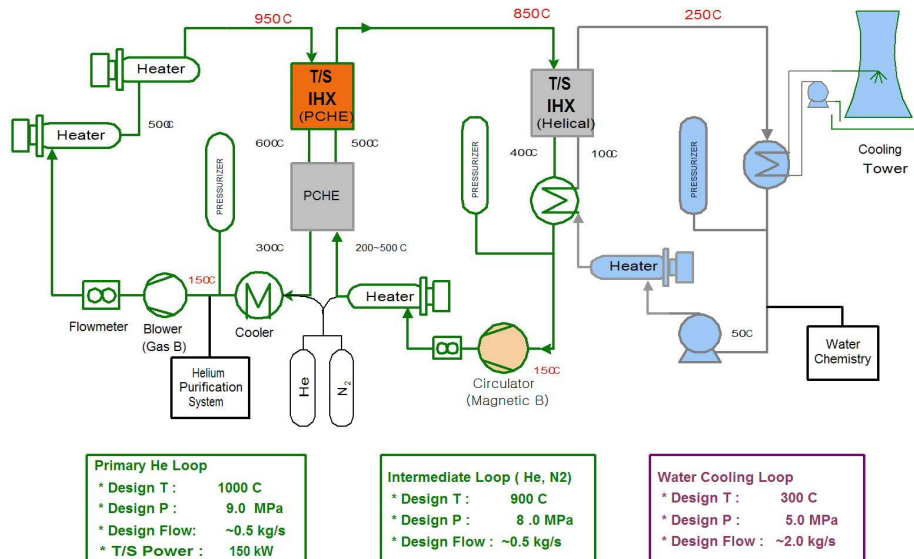 950C
850C
250C
Heater
Heater
500C
T/S
IHX
(PCHE)
600C
500C
PCHE
PRESSURIZER
300C
200~500 C
150C
Flowmeter
Blower
(Gas B)
Cooler
Helium
Purification
System
He
N2
Heater
T/S
IHX
(Helical)
400C
100C
PRESSURIZER
150C
Circulator
(Magnetic B)
PRESSURIZER
Heater
50C
Cooling
Tower
Water
Chemistry
Primary He Loop
* Design T : 1000 C
* Design P : 9.0 MPa
* Design Flow: ~0.5 kg/s
* T/S Power : 150 kW
Intermediate Loop ( He, N2)
* Design T : 900 C
* Design P : 8 .0 MPa
* Design Flow : ~0.5 kg/s
Water Cooling Loop
* Design T : 300 C
* Design P : 5.0 MPa
* Design Flow : ~2.0 kg/s